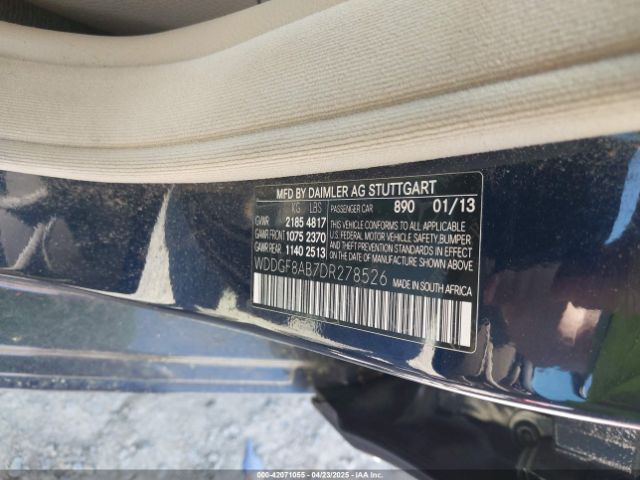 MFD BY DAIMLER AG STUTTGART
KG LBS PASSENGER CAR 890 01/13
GVWR 2185 4817
GAWR FRONT 1075 2370
GAWR REAR 1140 2513
THIS VEHICLE CONFORMS TO ALL APPLICABLE
U.S. FEDERAL MOTOR VEHICLE SAFETY, BUMPER
AND THEFT PREVENTION STANDARDS IN EFFECT
ON THE DATE OF MANUFACTURE SHOWN ABOVE.
WDDGF8AB7DR278526 MADE IN SOUTH AFRICA
000-42071055 - 04/23/2025 - IAAI.COM